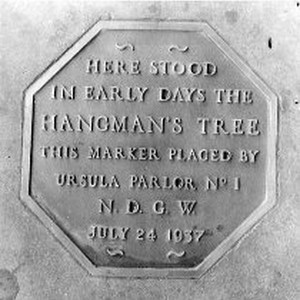 HERE STOOD
IN EARLY DAYS THE
HANGMAN'S TREE
THIS MARKER PLACED BY
URSULA PARLOR No 1
N. D. G. W.
JULY 24 1937